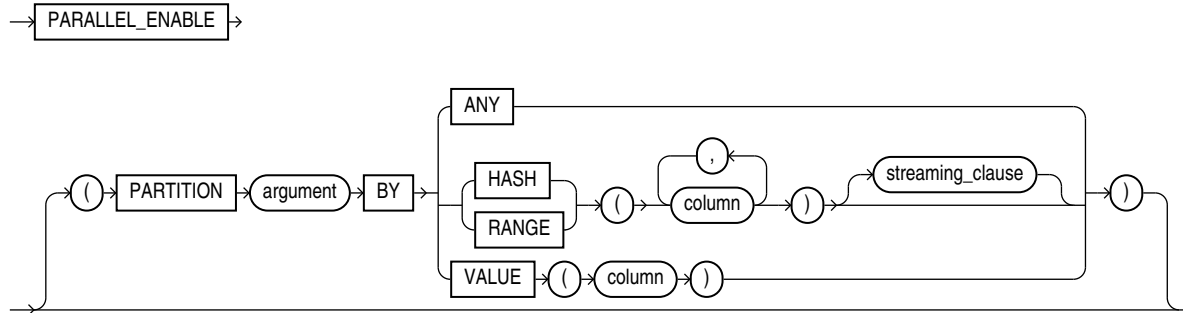 PARALLEL_ENABLE
ANY
( PARTITION argument BY HASH ( , column ) streaming_clause )
RANGE
VALUE ( column )